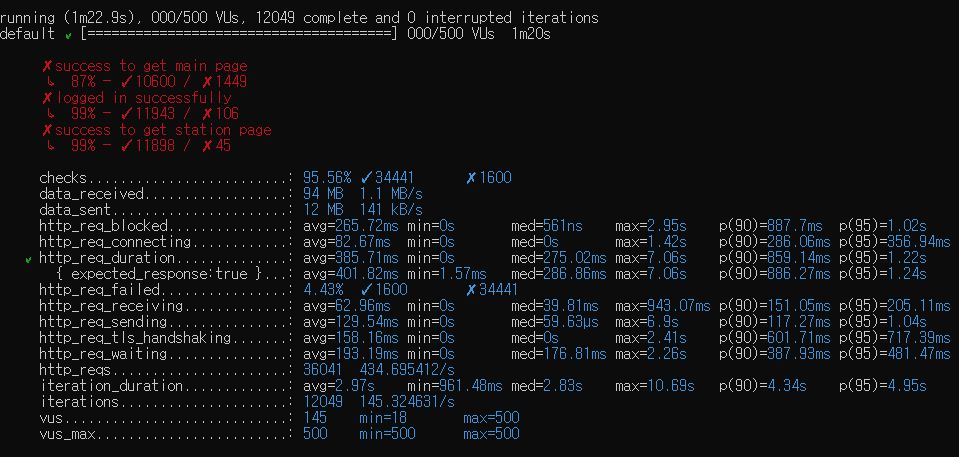 running (1m22.9s), 000/500 VUs, 12049 complete and 0 interrupted iterations
default ✔ [======================================] 000/500 VUs  1m20s
✗ success to get main page
↳  87% — ✓ 10600 / ✗ 1449
✗ logged in successfully
↳  99% — ✓ 11943 / ✗ 106
✗ success to get station page
↳  99% — ✓ 11898 / ✗ 45
checks.........................: 95.56% ✓ 34441 ✗ 1600
data_received..................: 94 MB 1.1 MB/s
data_sent......................: 12 MB 141 kB/s
http_req_blocked...............: avg=265.72ms min=0s med=561ns max=2.95s p(90)=887.7ms p(95)=1.02s
http_req_connecting............: avg=82.67ms min=0s med=0s max=1.42s p(90)=286.06ms p(95)=356.94ms
✔ http_req_duration..............: avg=385.71ms min=0s med=275.02ms max=7.06s p(90)=859.14ms p(95)=1.22s
{ expected_response:true }...: avg=401.82ms min=1.57ms med=286.86ms max=7.06s p(90)=886.27ms p(95)=1.24s
http_req_failed................: 4.43% ✓ 1600 ✗ 34441
http_req_receiving.............: avg=62.96ms min=0s med=39.81ms max=943.07ms p(90)=151.05ms p(95)=205.11ms
http_req_sending...............: avg=129.54ms min=0s med=59.63µs max=6.9s p(90)=117.27ms p(95)=1.04s
http_req_tls_handshaking.......: avg=158.16ms min=0s med=0s max=2.41s p(90)=601.71ms p(95)=717.39ms
http_req_waiting...............: avg=193.19ms min=0s med=176.81ms max=2.26s p(90)=387.93ms p(95)=481.47ms
http_reqs......................: 36041 434.695412/s
iteration_duration.............: avg=2.97s min=961.48ms med=2.83s max=10.69s p(90)=4.34s p(95)=4.95s
iterations.....................: 12049 145.324631/s
vus............................: 145 min=18 max=500
vus_max........................: 500 min=500 max=500